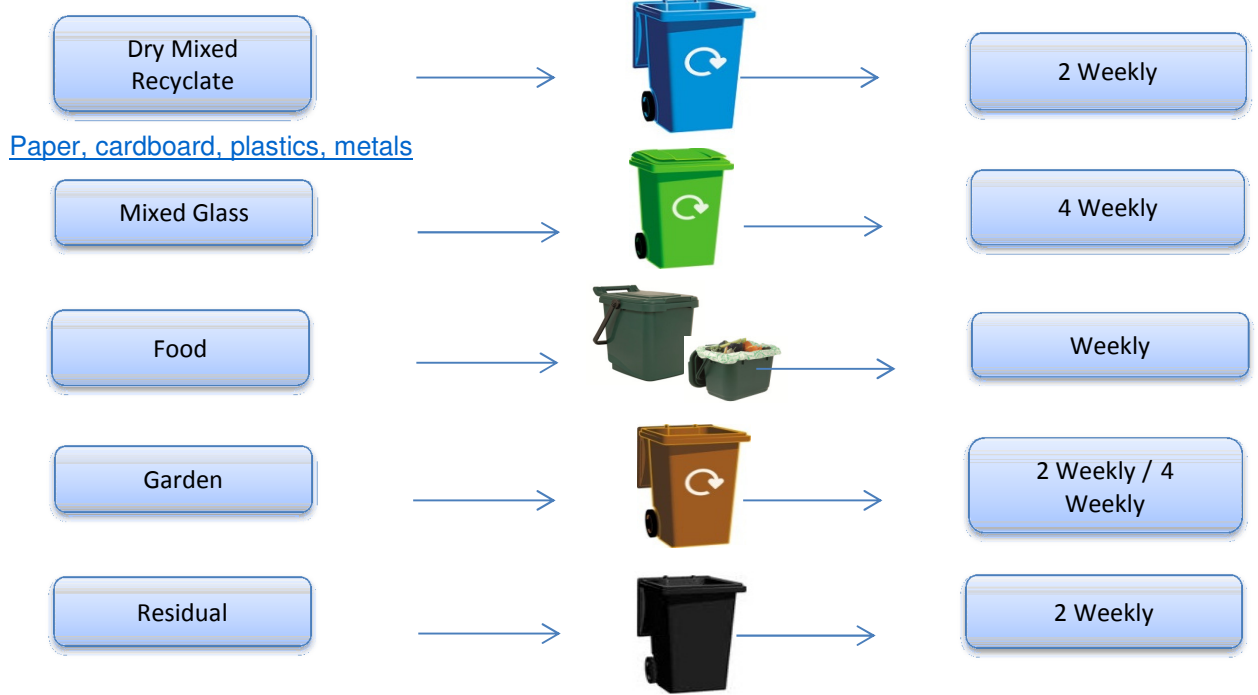 Dry Mixed
Recyclate
2 Weekly
Paper, cardboard, plastics, metals
Mixed Glass
4 Weekly
Food
Weekly
Garden
2 Weekly / 4
Weekly
Residual
2 Weekly